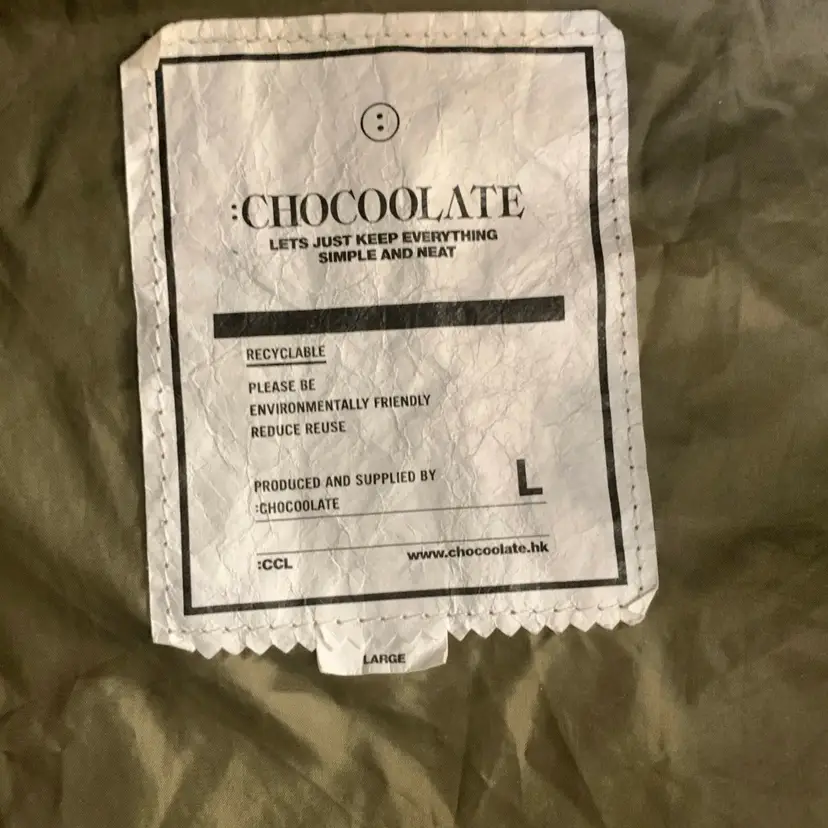 :CHOCOOLATE
LETS JUST KEEP EVERYTHING
SIMPLE AND NEAT
RECYCLABLE
PLEASE BE
ENVIRONMENTALLY FRIENDLY
REDUCE REUSE
PRODUCED AND SUPPLIED BY
:CHOCOOLATE
L
:CCL
www.chocoolate.hk
LARGE